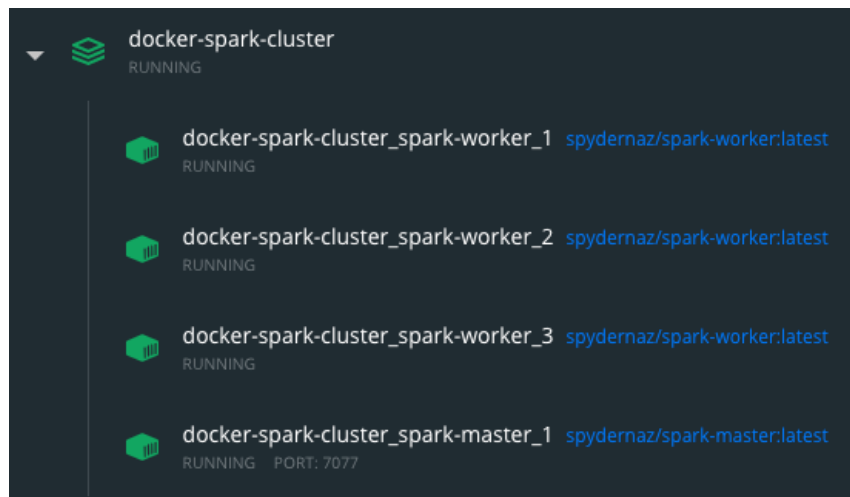 docker-spark-cluster
RUNNING
docker-spark-cluster_spark-worker_1 spydernaz/spark-worker:latest
RUNNING
docker-spark-cluster_spark-worker_2 spydernaz/spark-worker:latest
RUNNING
docker-spark-cluster_spark-worker_3 spydernaz/spark-worker:latest
RUNNING
docker-spark-cluster_spark-master_1 spydernaz/spark-master:latest
RUNNING PORT: 7077